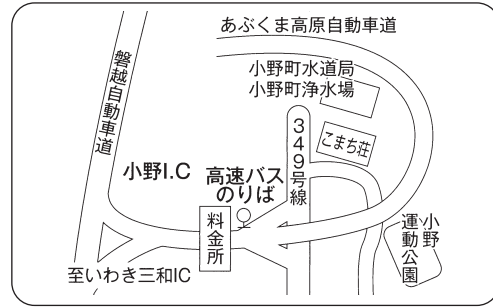 あぶくま高原自動車道
磐越自動車道
小野町水道局
小野町浄水場
349号線
こまち荘
小野I.C
高速バス
のりば
料金所
小野
運動公園
至いわき三和IC